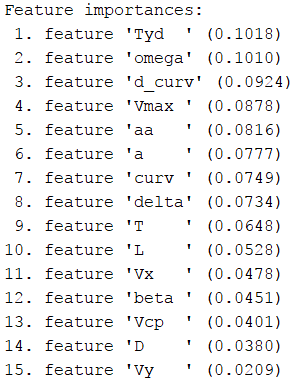 Feature importances:
 1. feature 'Tyd   ' (0.1018)
 2. feature 'omega' (0.1010)
 3. feature 'd_curv' (0.0924)
 4. feature 'Vmax ' (0.0878)
 5. feature 'aa   ' (0.0816)
 6. feature 'a    ' (0.0777)
 7. feature 'curv ' (0.0749)
 8. feature 'delta' (0.0734)
 9. feature 'T    ' (0.0648)
10. feature 'L    ' (0.0528)
11. feature 'Vx   ' (0.0478)
12. feature 'beta ' (0.0451)
13. feature 'Vcp  ' (0.0401)
14. feature 'D    ' (0.0380)
15. feature 'Vy   ' (0.0209)